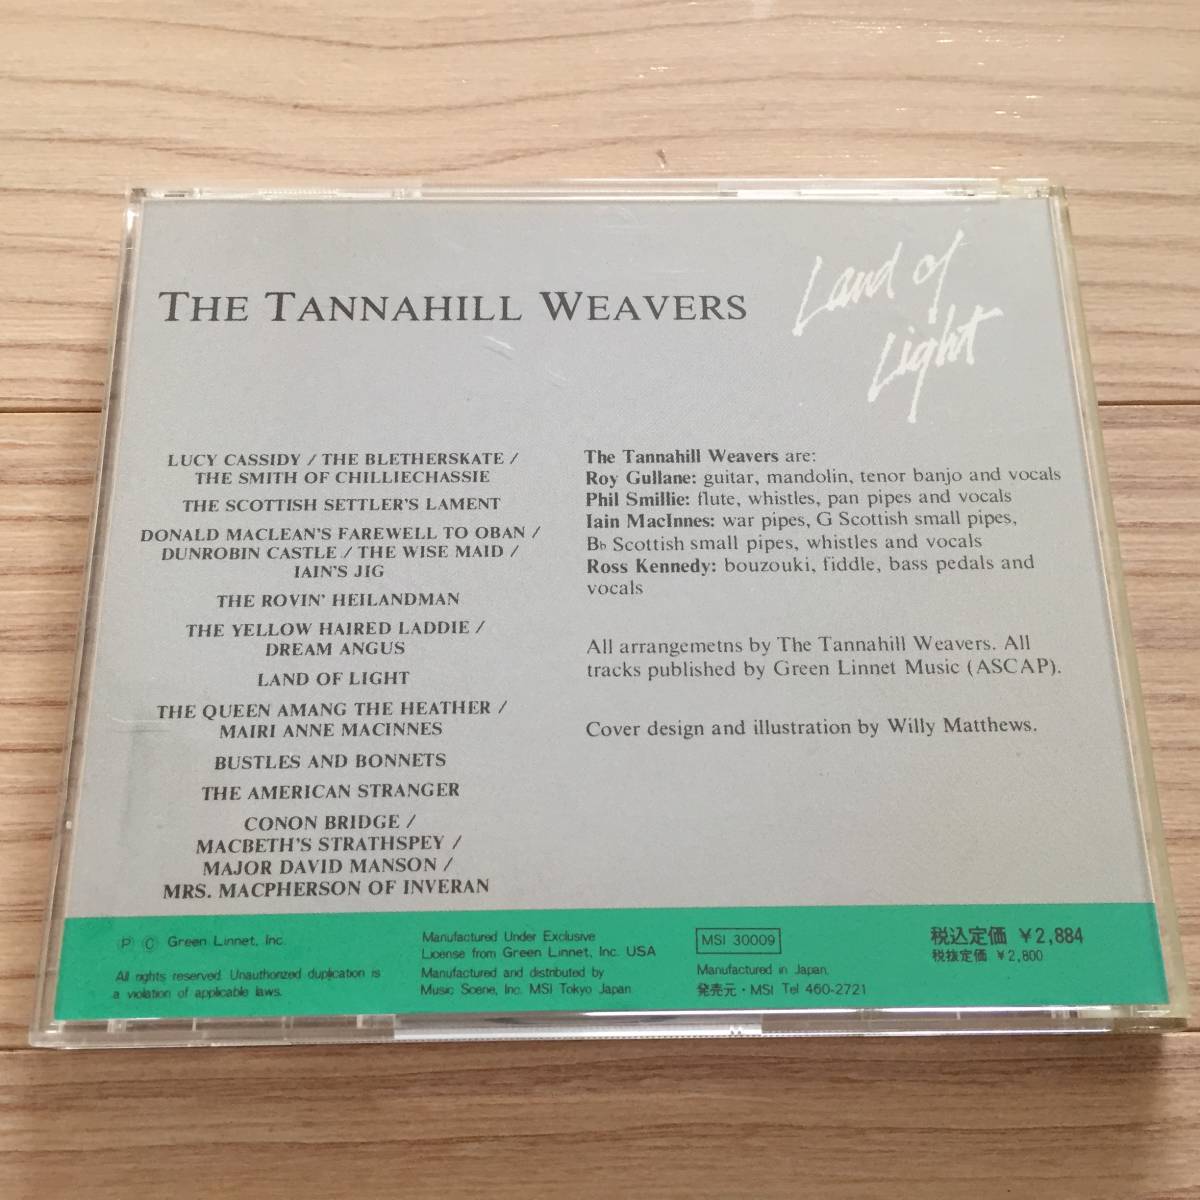 THE TANNAHILL WEAVERS
Land of
Light
LUCY CASSIDY / THE BLETHERSKATE /
THE SMITH OF CHILLIECHASSIE
THE SCOTTISH SETTLER'S LAMENT
DONALD MACLEAN'S FAREWELL TO OBAN /
DUNROBIN CASTLE / THE WISE MAID /
IAIN'S JIG
THE ROVIN' HEILANDMAN
THE YELLOW HAIRED LADDIE /
DREAM ANGUS
LAND OF LIGHT
THE QUEEN AMANG THE HEATHER /
MAIRI ANNE MACINNES
BUSTLES AND BONNETS
THE AMERICAN STRANGER
CONON BRIDGE /
MACBETH'S STRATHSPEY /
MAJOR DAVID MANSON /
MRS. MACPHERSON OF INVERAN
The Tannahill Weavers are:
Roy Gullane: guitar, mandolin, tenor banjo and vocals
Phil Smillie: flute, whistles, pan pipes and vocals
Iain MacInnes: war pipes, G Scottish small pipes,
B♭ Scottish small pipes, whistles and vocals
Ross Kennedy: bouzouki, fiddle, bass pedals and
vocals
All arrangemetns by The Tannahill Weavers. All
tracks published by Green Linnet Music (ASCAP).
Cover design and illustration by Willy Matthews.
Ⓟ Ⓒ Green Linnet, Inc.
All rights reserved. Unauthorized duplication is
a violation of applicable laws.
Manufactured Under Exclusive
License from Green Linnet, Inc. USA
Manufactured and distributed by
Music Scene, Inc. MSI Tokyo Japan
MSI 30009
Manufactured in Japan.
発売元・MSI Tel 460-2721
税込定価 ¥2,884
税抜定価 ¥2,800